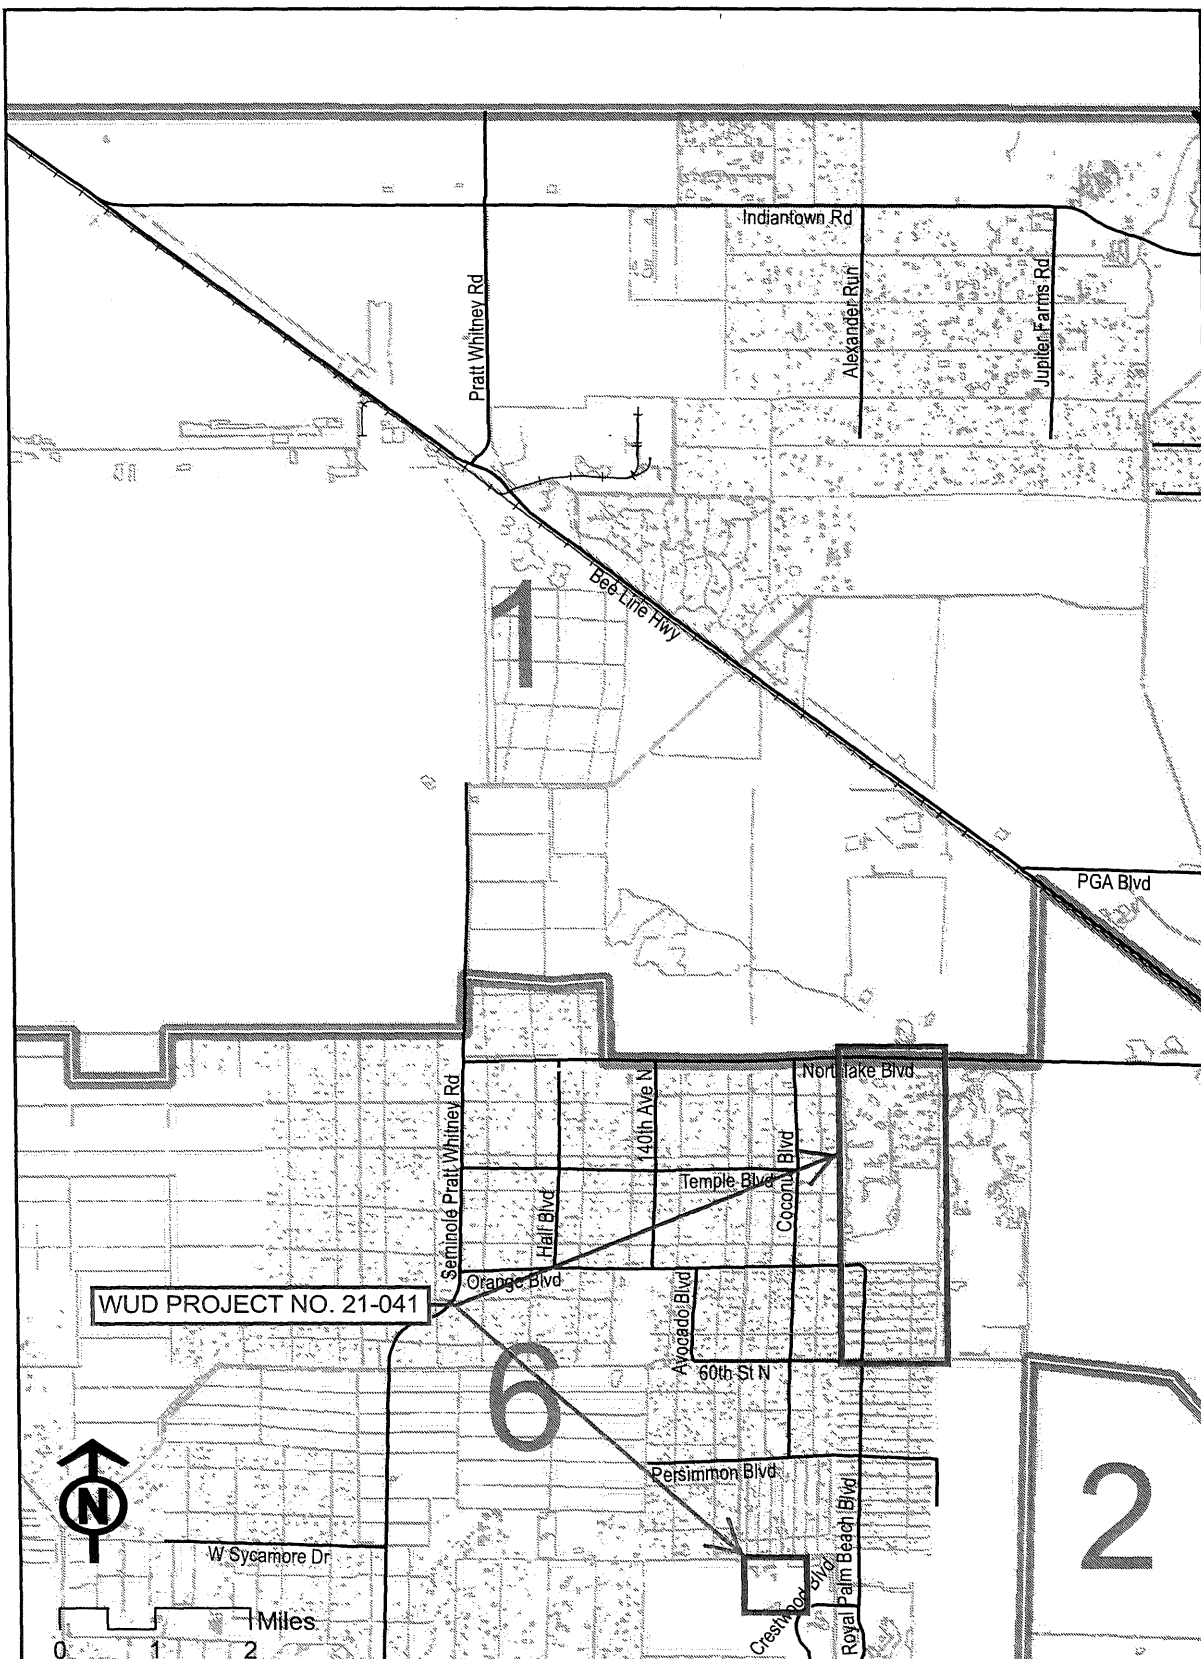 Indiantown Rd
Pratt Whitney Rd
Alexander Run
Jupiter Farms Rd
1
Bee Line Hwy
PGA Blvd
Northlake Blvd
Seminole Pratt Whitney Rd
140th Ave N
Coconut Blvd
Temple Blvd
Hall Blvd
Orange Blvd
WUD PROJECT NO. 21-041
Avocado Blvd
60th St N
6
Persimmon Blvd
2
N
W Sycamore Dr
Royal Palm Beach Blvd
Crestwood Blvd
Miles
0 1 2